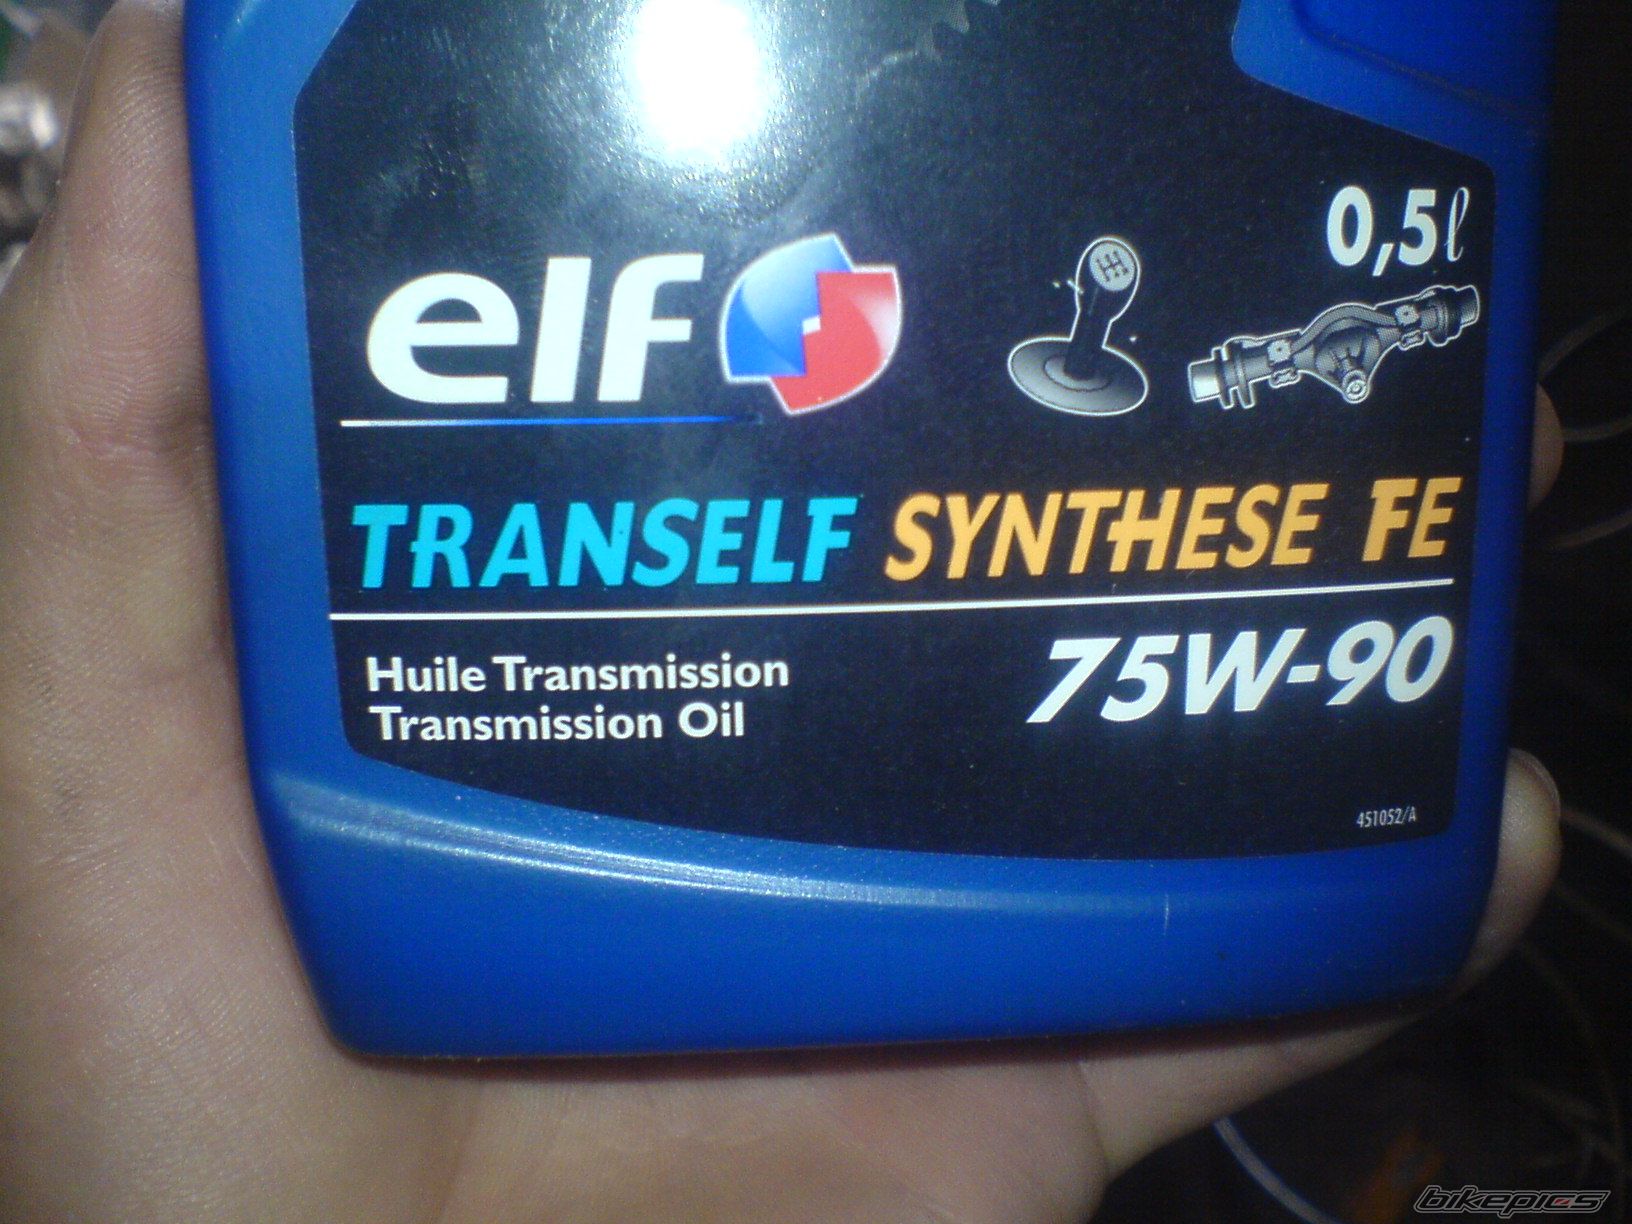 0,5ℓ
elf
TRANSELF SYNTHESE FE
Huile Transmission
Transmission Oil
75W-90
451052/A
bikepics